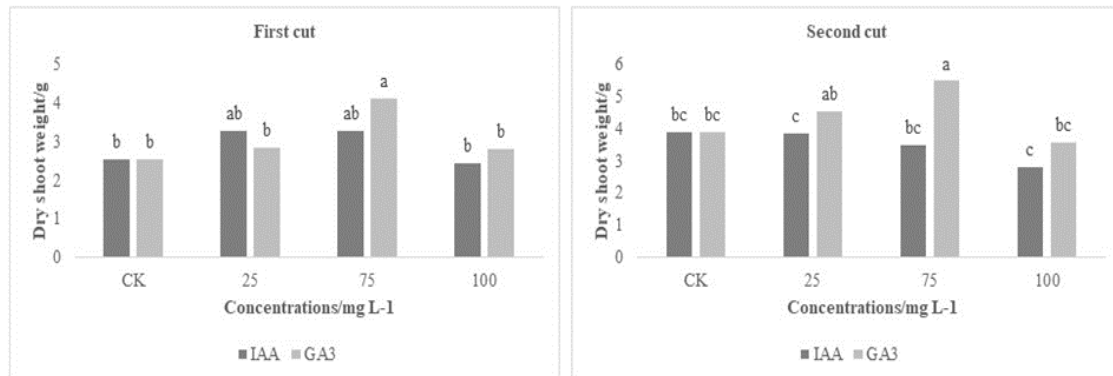 First cut
Dry shoot weight/g
5
4
3
2
1
0
b b ab b ab a b b
CK 25 75 100
Concentrations/mg L-1
IAA GA3
Second cut
Dry shoot weight/g
6
5
4
3
2
1
0
bc bc c ab bc a c bc
CK 25 75 100
Concentrations/mg L-1
IAA GA3